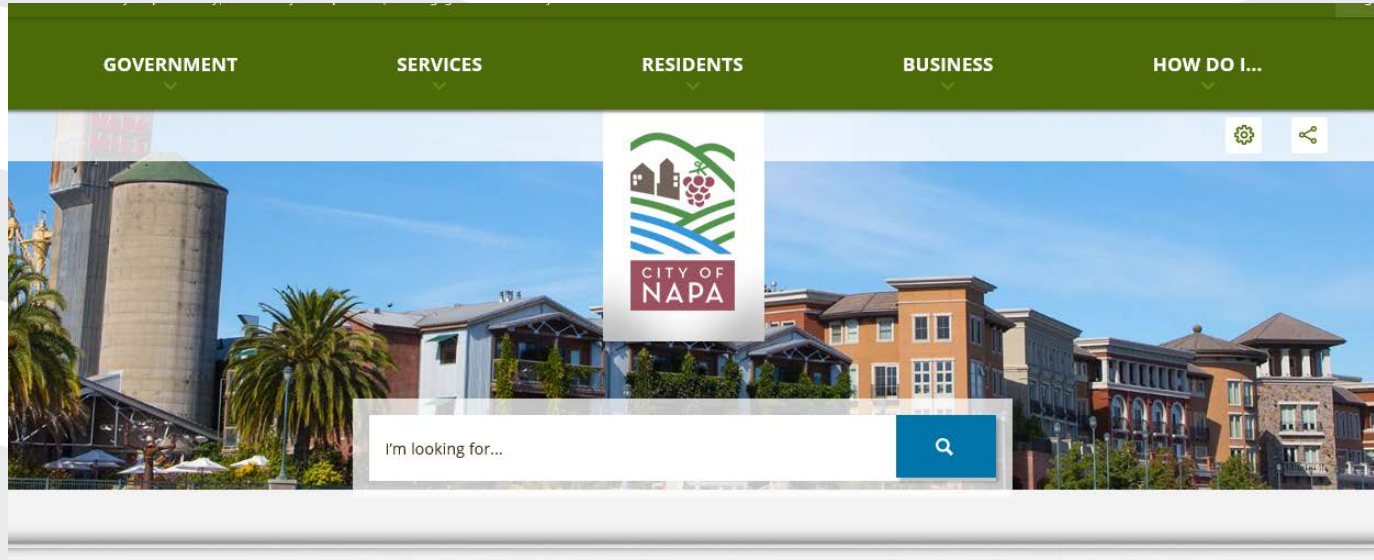 GOVERNMENT SERVICES RESIDENTS BUSINESS HOW DO I...
CITY OF
NAPA
I'm looking for...